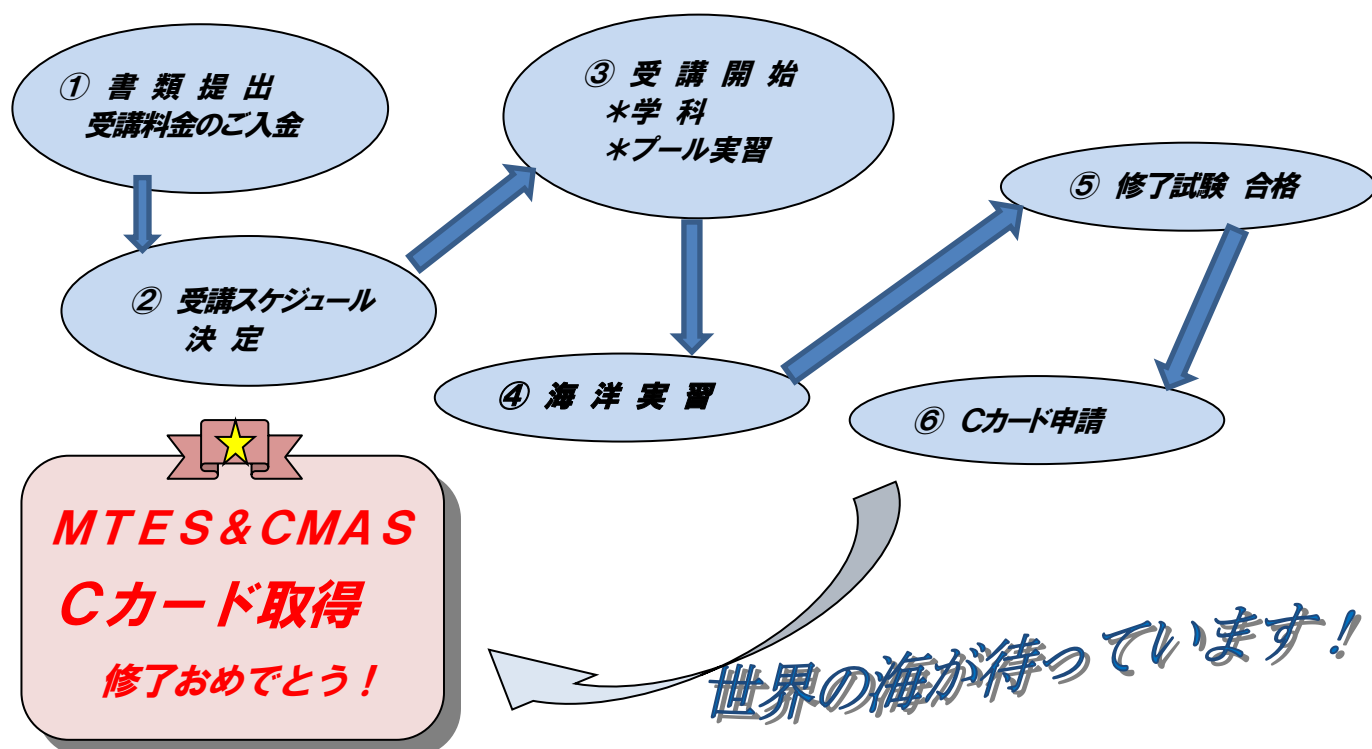 ① 書 類 提 出
受講料金のご入金
② 受講スケジュール
決 定
③ 受 講 開 始
＊学 科
＊プール実習
④ 海 洋 実 習
⑤ 修了試験 合格
⑥ Cカード申請
ＭＴＥＳ＆ＣＭＡＳ
Ｃカード取得
修了おめでとう！
世界の海が待っています！